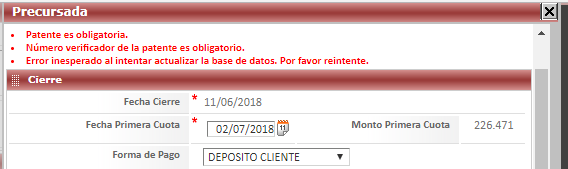 Precursada
Patente es obligatoria.
Número verificador de la patente es obligatorio.
Error inesperado al intentar actualizar la base de datos. Por favor reintente.
Cierre
Fecha Cierre * 11/06/2018
Fecha Primera Cuota * 02/07/2018 11 Monto Primera Cuota 226.471
Forma de Pago * DEPOSITO CLIENTE